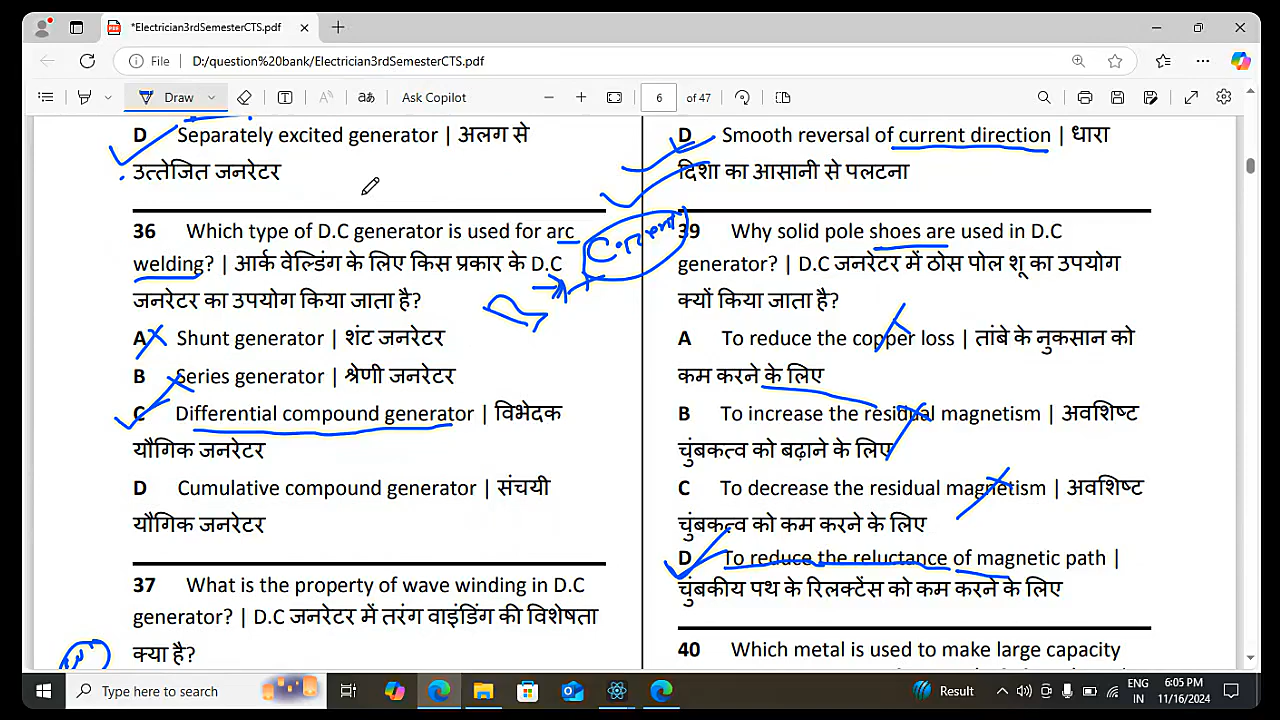 *Electrician3rdSemesterCTS.pdf
File D:/question%20bank/Electrician3rdSemesterCTS.pdf
Draw Ask Copilot 6 of 47
D Separately excited generator | अलग से
उत्तेजित जनरेटर
36 Which type of D.C generator is used for arc
welding? | आर्क वेल्डिंग के लिए किस प्रकार के D.C
जनरेटर का उपयोग किया जाता है?
A Shunt generator | शंट जनरेटर
B Series generator | श्रेणी जनरेटर
C Differential compound generator | विभेदक
यौगिक जनरेटर
D Cumulative compound generator | संचयी
यौगिक जनरेटर
37 What is the property of wave winding in D.C
generator? | D.C जनरेटर में तरंग वाइंडिंग की विशेषता
क्या है?
D Smooth reversal of current direction | धारा
दिशा का आसानी से पलटना
39 Why solid pole shoes are used in D.C
generator? | D.C जनरेटर में ठोस पोल शू का उपयोग
क्यों किया जाता है?
A To reduce the copper loss | तांबे के नुकसान को
कम करने के लिए
B To increase the residual magnetism | अवशिष्ट
चुंबकत्व को बढ़ाने के लिए
C To decrease the residual magnetism | अवशिष्ट
चुंबकत्व को कम करने के लिए
D To reduce the reluctance of magnetic path |
चुंबकीय पथ के रिलक्टेंस को कम करने के लिए
40 Which metal is used to make large capacity
Type here to search
Result
ENG
IN
6:05 PM
11/16/2024